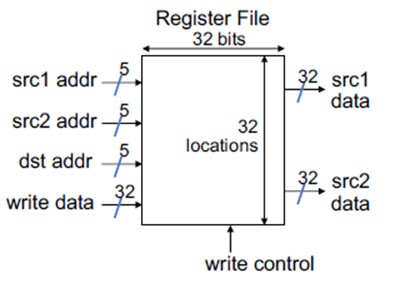 Register File
32 bits
src1 addr
5
src2 addr
5
dst addr
5
write data
32
32
locations
32
src1
data
32
src2
data
write control